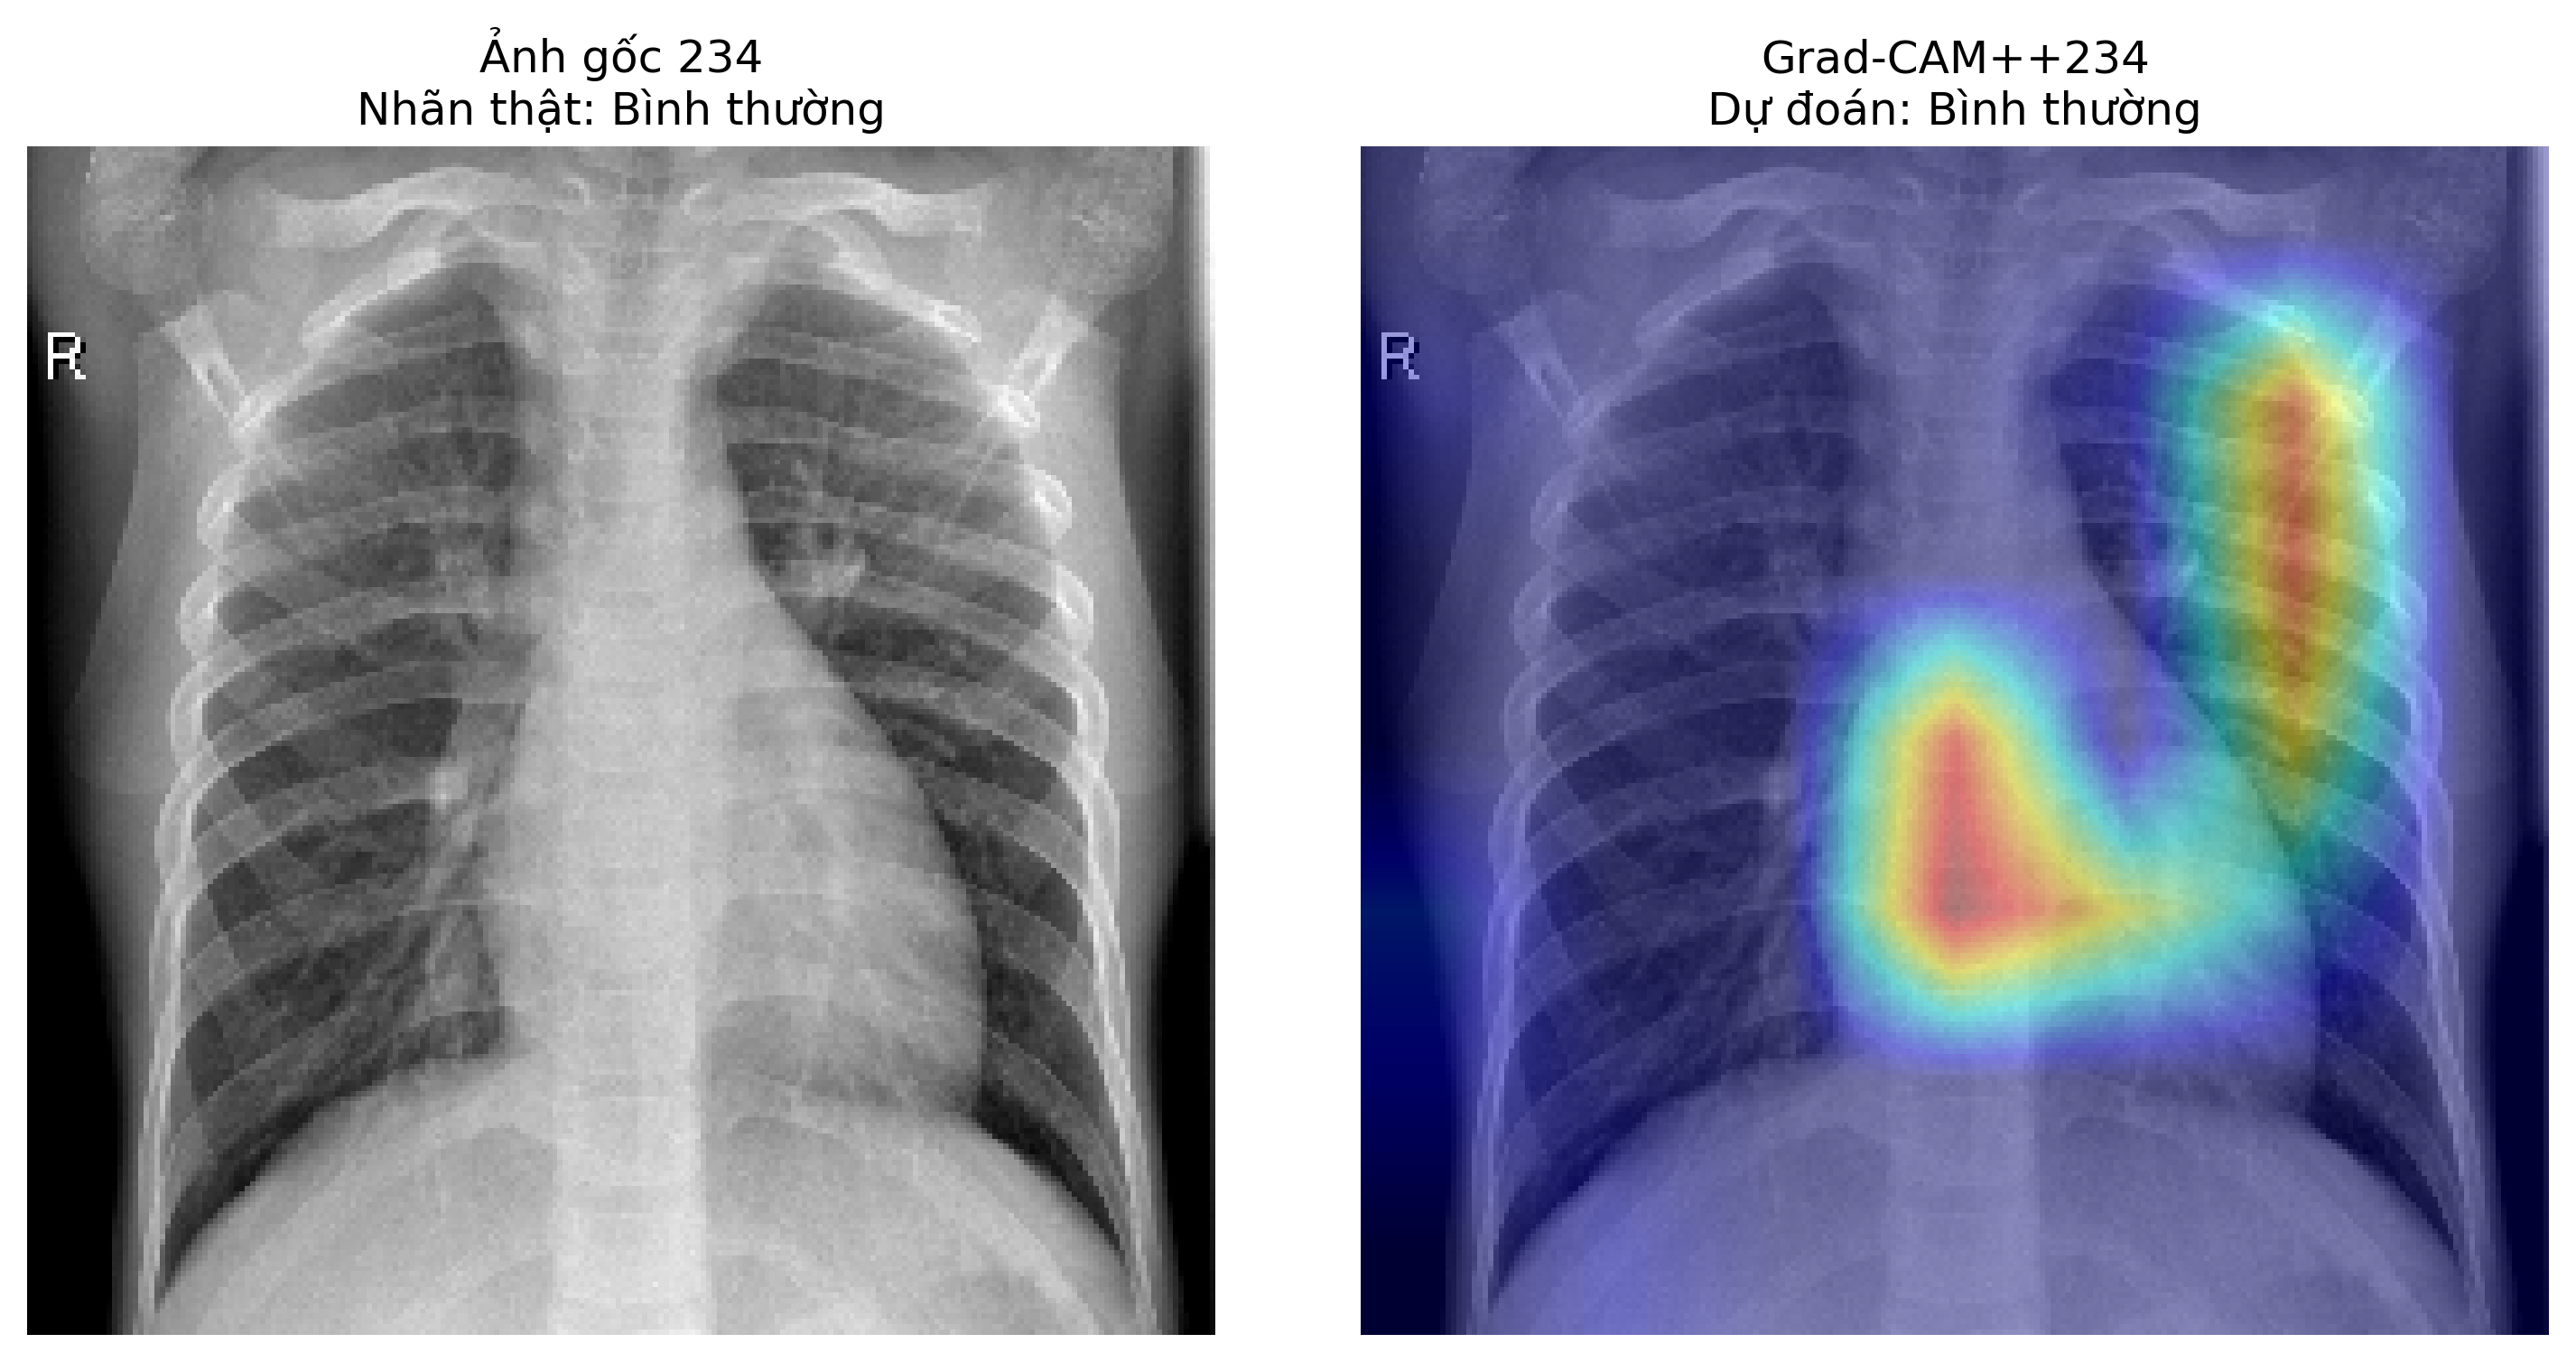 Ảnh gốc 234
Nhãn thật: Bình thường
Grad-CAM++234
Dự đoán: Bình thường
R
R